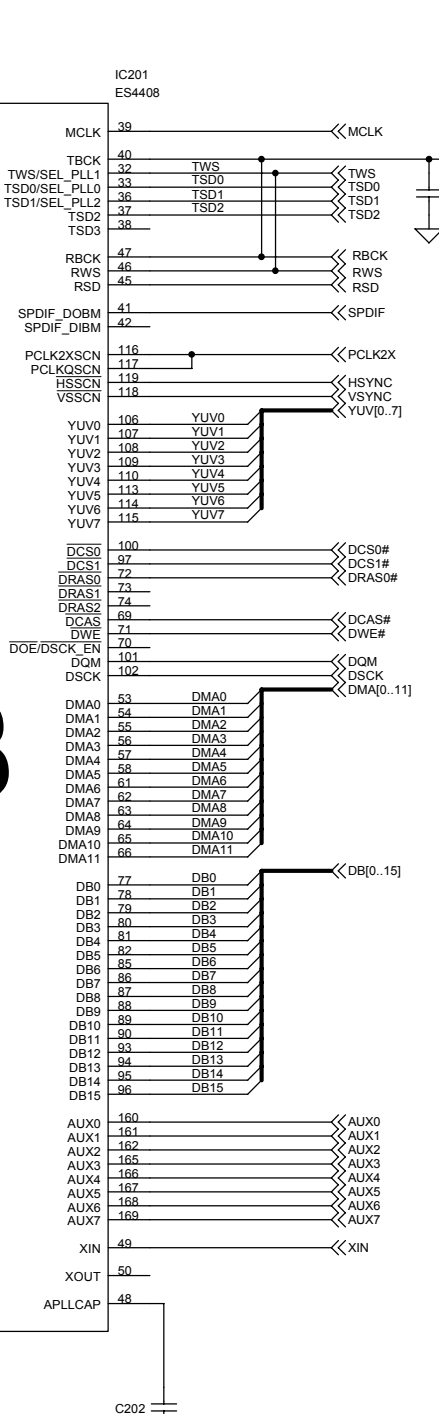 IC201
ES4408
MCLK 39 MCLK
TBCK 40
TWS/SEL_PLL1 32 TWS TWS
TSD0/SEL_PLL0 33 TSD0 TSD0
TSD1/SEL_PLL2 36 TSD1 TSD1
TSD2 37 TSD2 TSD2
TSD3 38
RBCK 47 RBCK
RWS 46 RWS
RSD 45 RSD
SPDIF_DOBM 41 SPDIF
SPDIF_DIBM 42
PCLK2XSCN 116 PCLK2X
PCLKQSCN 117
HSSCN 119 HSYNC
VSSCN 118 VSYNC
YUV[0..7]
YUV0 106 YUV0
YUV1 107 YUV1
YUV2 108 YUV2
YUV3 109 YUV3
YUV4 110 YUV4
YUV5 113 YUV5
YUV6 114 YUV6
YUV7 115 YUV7
DCS0 100 DCS0#
DCS1 97 DCS1#
DRAS0 72 DRAS0#
DRAS1 73
DRAS2 74
DCAS 69 DCAS#
DWE 71 DWE#
DOE/DSCK_EN 70
DQM 101 DQM
DSCK 102 DSCK
DMA[0..11]
DMA0 53 DMA0
DMA1 54 DMA1
DMA2 55 DMA2
DMA3 56 DMA3
DMA4 57 DMA4
DMA5 58 DMA5
DMA6 61 DMA6
DMA7 62 DMA7
DMA8 63 DMA8
DMA9 64 DMA9
DMA10 65 DMA10
DMA11 66 DMA11
DB[0..15]
DB0 77 DB0
DB1 78 DB1
DB2 79 DB2
DB3 80 DB3
DB4 81 DB4
DB5 82 DB5
DB6 85 DB6
DB7 86 DB7
DB8 87 DB8
DB9 88 DB9
DB10 89 DB10
DB11 90 DB11
DB12 93 DB12
DB13 94 DB13
DB14 95 DB14
DB15 96 DB15
AUX0 160 AUX0
AUX1 161 AUX1
AUX2 162 AUX2
AUX3 165 AUX3
AUX4 166 AUX4
AUX5 167 AUX5
AUX6 168 AUX6
AUX7 169 AUX7
XIN 49 XIN
XOUT 50
APLLCAP 48
C202